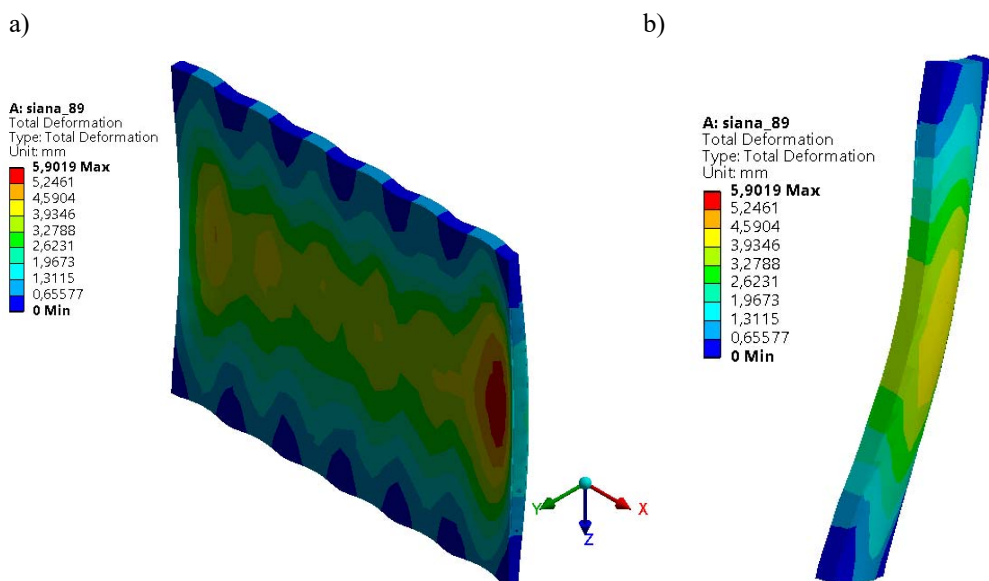 a)
A: siana_89
Total Deformation
Type: Total Deformation
Unit: mm
5,9019 Max
5,2461
4,5904
3,9346
3,2788
2,6231
1,9673
1,3115
0,65577
0 Min
Y
X
Z
b)
A: siana_89
Total Deformation
Type: Total Deformation
Unit: mm
5,9019 Max
5,2461
4,5904
3,9346
3,2788
2,6231
1,9673
1,3115
0,65577
0 Min